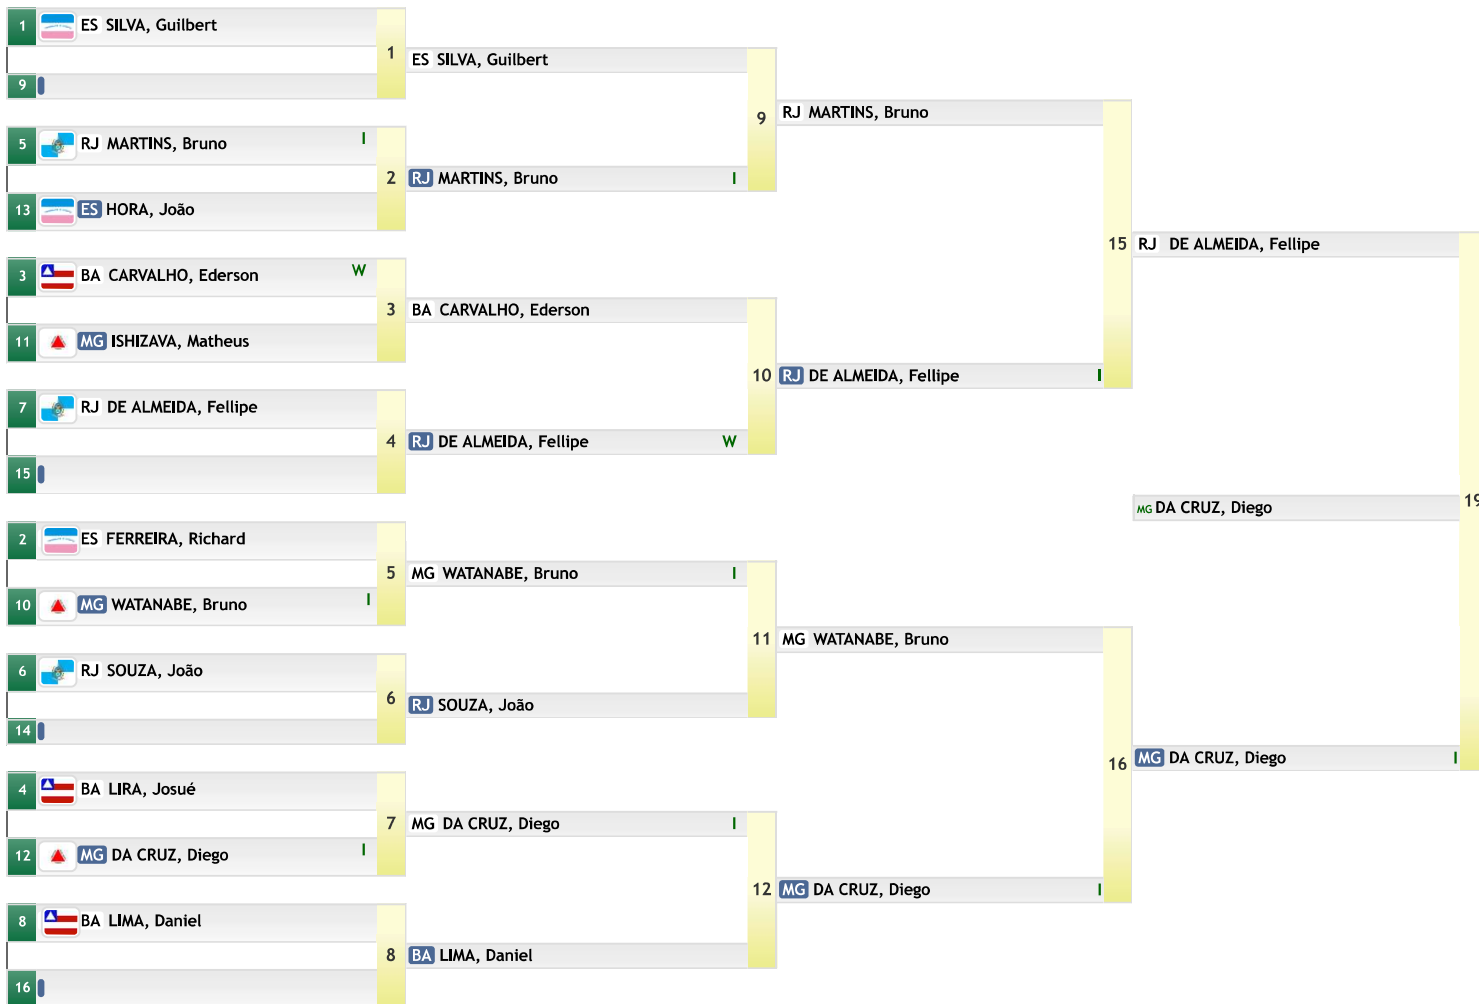 1 ES SILVA, Guilbert
9
1
5 RJ MARTINS, Bruno I
13 ES HORA, João
2
3 BA CARVALHO, Ederson W
11 MG ISHIZAVA, Matheus
3
7 RJ DE ALMEIDA, Fellipe
15
4
2 ES FERREIRA, Richard
10 MG WATANABE, Bruno I
5
6 RJ SOUZA, João
14
6
4 BA LIRA, Josué
12 MG DA CRUZ, Diego I
7
8 BA LIMA, Daniel
16
8
ES SILVA, Guilbert
RJ MARTINS, Bruno I
9
BA CARVALHO, Ederson
RJ DE ALMEIDA, Fellipe W
10
MG WATANABE, Bruno I
RJ SOUZA, João
11
MG DA CRUZ, Diego I
BA LIMA, Daniel
12
RJ MARTINS, Bruno
RJ DE ALMEIDA, Fellipe I
15
MG WATANABE, Bruno
MG DA CRUZ, Diego I
16
RJ DE ALMEIDA, Fellipe
MG DA CRUZ, Diego
19
MG DA CRUZ, Diego I